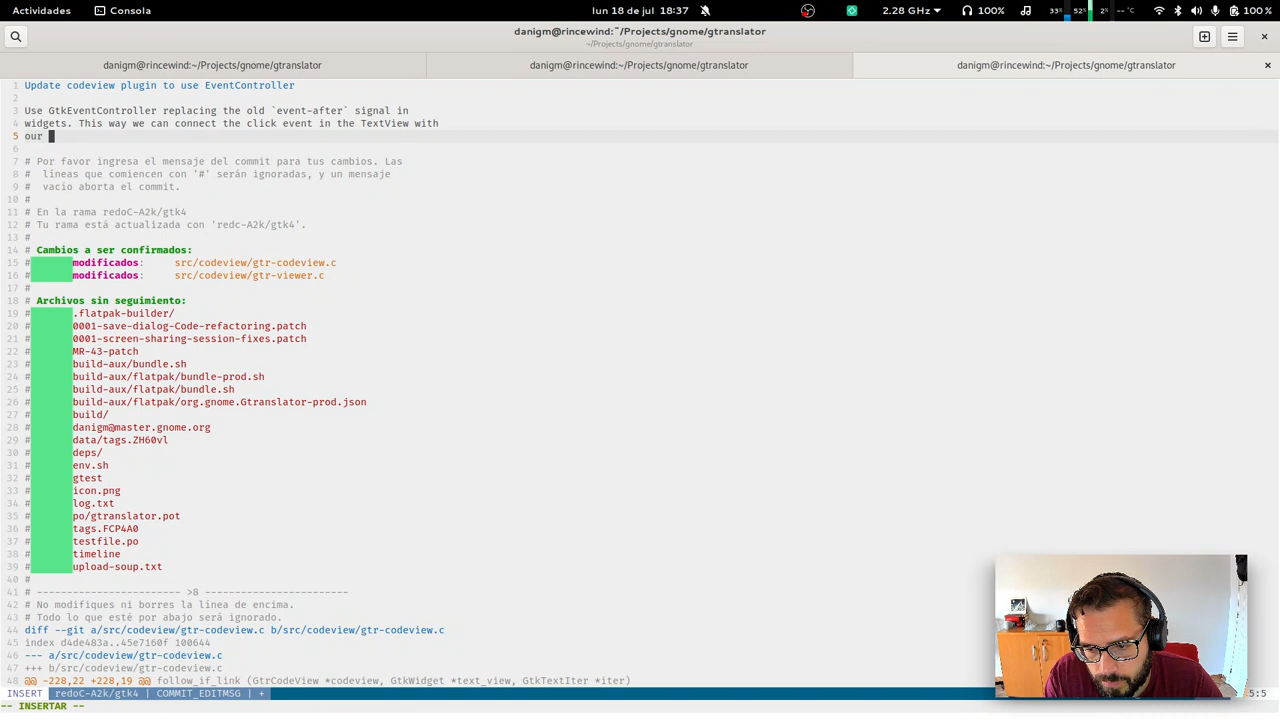 Actividades
Consola
lun 18 de jul 18:37
2.28 GHz
100%
33%
52%
2%
--°C
100 %
danigm@rincewind:~/Projects/gnome/gtranslator
~/Projects/gnome/gtranslator
danigm@rincewind:~/Projects/gnome/gtranslator
danigm@rincewind:~/Projects/gnome/gtranslator
danigm@rincewind:~/Projects/gnome/gtranslator
1 Update codeview plugin to use EventController
2
3 Use GtkEventController replacing the old `event-after` signal in
4 widgets. This way we can connect the click event in the TextView with
5 our
6
7 # Por favor ingresa el mensaje del commit para tus cambios. Las
8 #  líneas que comiencen con '#' serán ignoradas, y un mensaje
9 #  vacío aborta el commit.
10 #
11 # En la rama redoC-A2k/gtk4
12 # Tu rama está actualizada con 'redc-A2k/gtk4'.
13 #
14 # Cambios a ser confirmados:
15 # modificados:     src/codeview/gtr-codeview.c
16 # modificados:     src/codeview/gtr-viewer.c
17 #
18 # Archivos sin seguimiento:
19 # .flatpak-builder/
20 # 0001-save-dialog-Code-refactoring.patch
21 # 0001-screen-sharing-session-fixes.patch
22 # MR-43-patch
23 # build-aux/bundle.sh
24 # build-aux/flatpak/bundle-prod.sh
25 # build-aux/flatpak/bundle.sh
26 # build-aux/flatpak/org.gnome.Gtranslator-prod.json
27 # build/
28 # danigm@master.gnome.org
29 # data/tags.ZH60vl
30 # deps/
31 # env.sh
32 # gtest
33 # icon.png
34 # log.txt
35 # po/gtranslator.pot
36 # tags.FCP4A0
37 # testfile.po
38 # timeline
39 # upload-soup.txt
40 #
41 # ------------------------ >8 ------------------------
42 # No modifiques ni borres la línea de encima.
43 # Todo lo que esté por abajo será ignorado.
44 diff --git a/src/codeview/gtr-codeview.c b/src/codeview/gtr-codeview.c
45 index d4de483a..45e7160f 100644
46 --- a/src/codeview/gtr-codeview.c
47 +++ b/src/codeview/gtr-codeview.c
48 @@ -228,22 +228,19 @@ follow_if_link (GtrCodeView *codeview, GtkWidget *text_view, GtkTextIter *iter)
INSERT redoC-A2k/gtk4 | COMMIT_EDITMSG | + 5:5
-- INSERTAR --